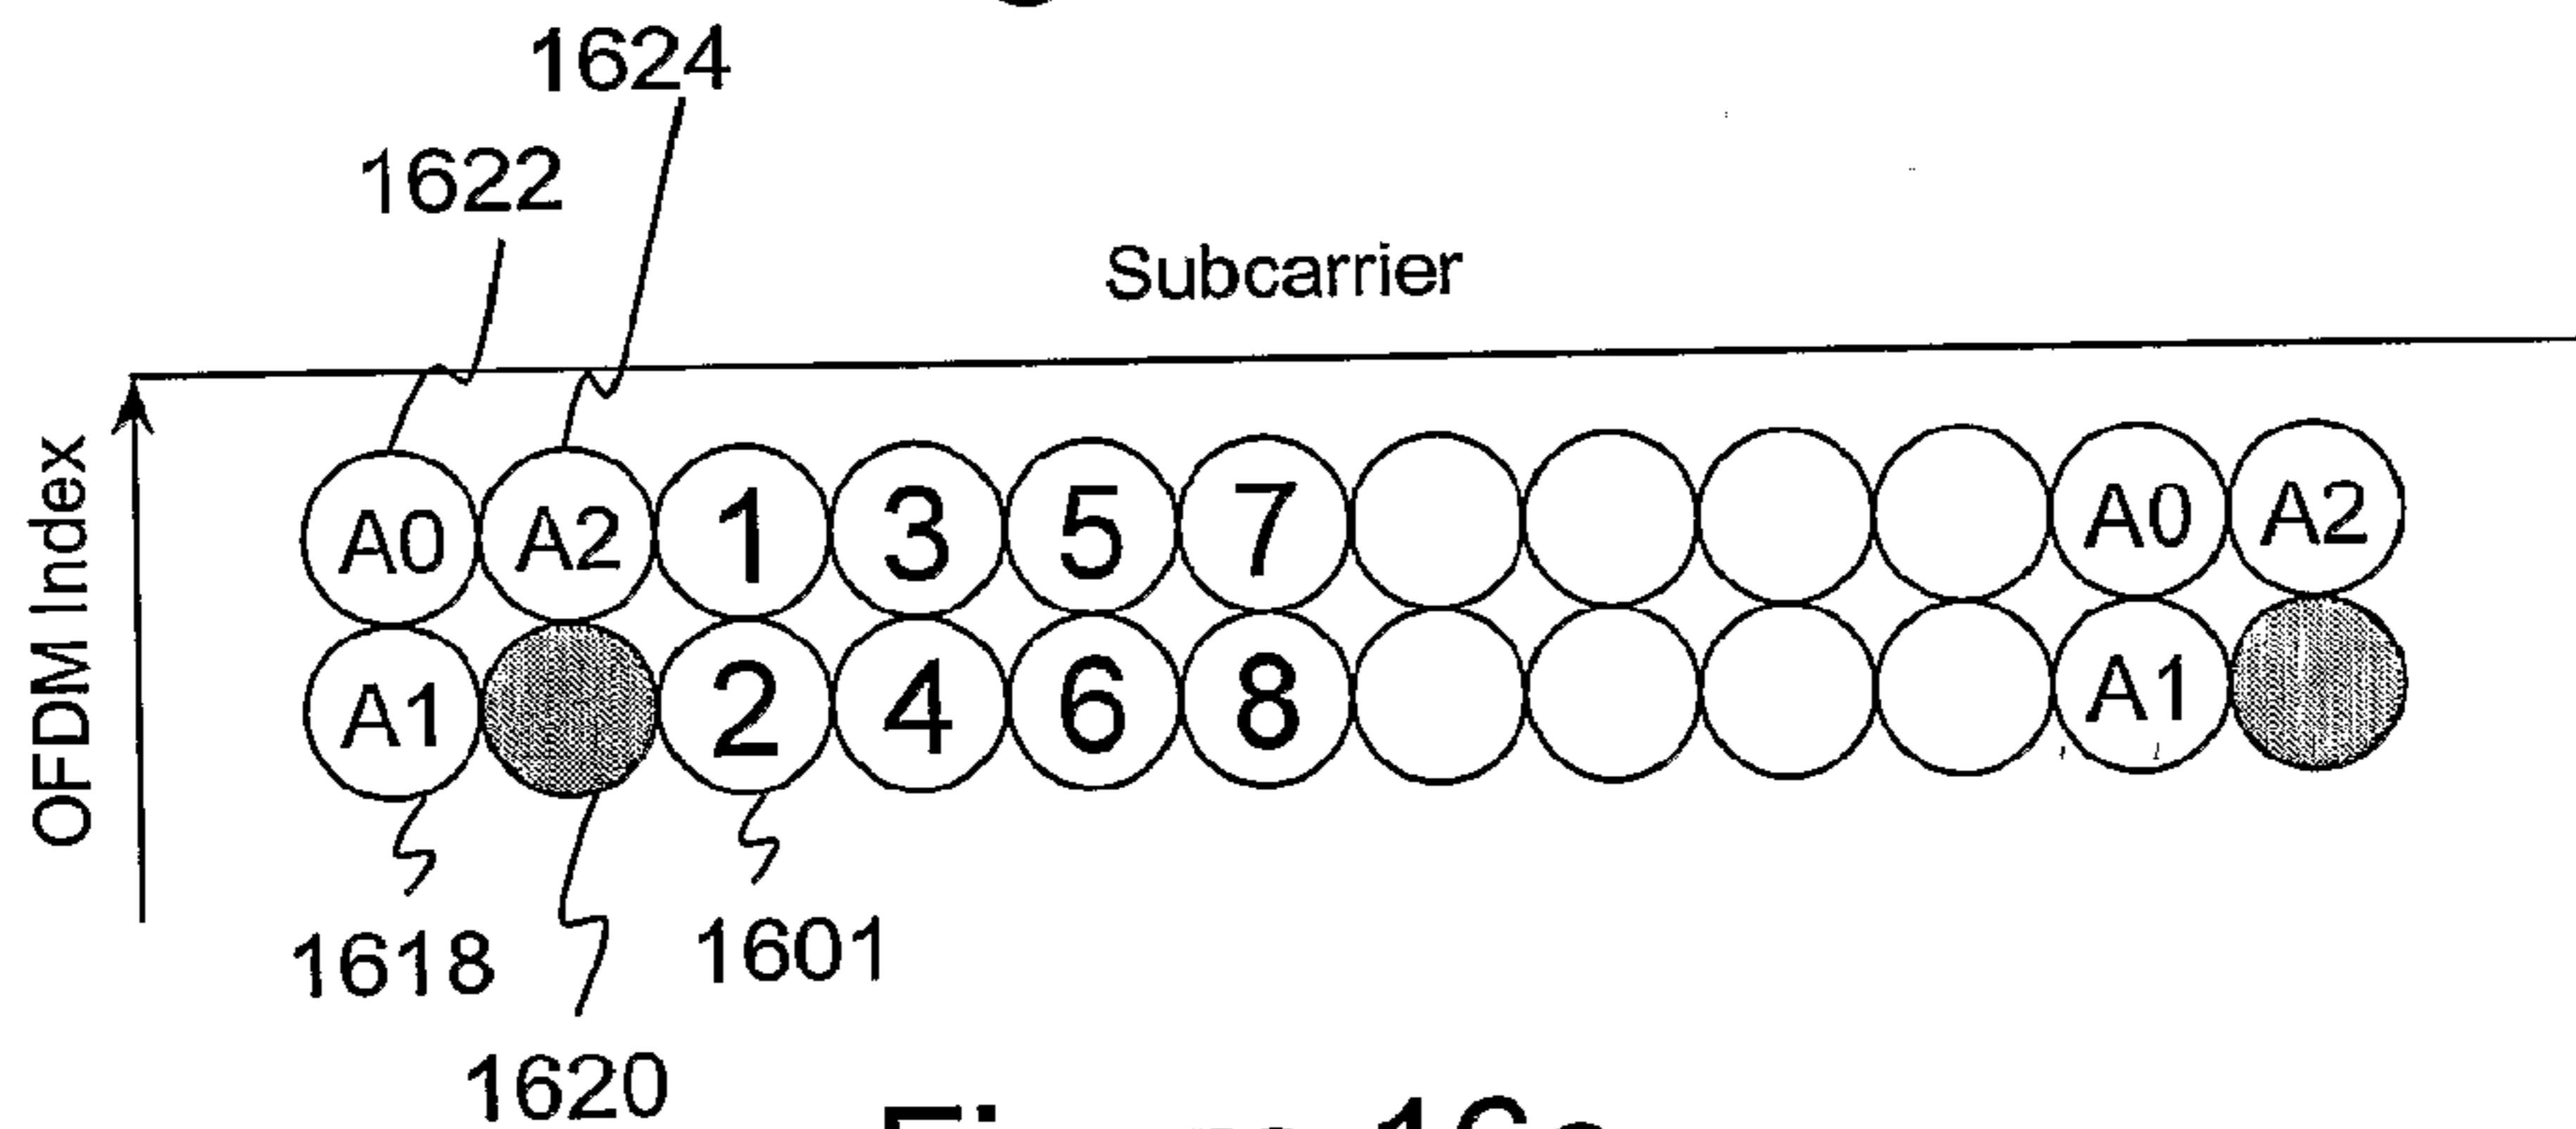 1624
1622
Subcarrier
OFDM Index
A0 A2 1 3 5 7 A0 A2
A1 2 4 6 8 A1
1618
1601
1620